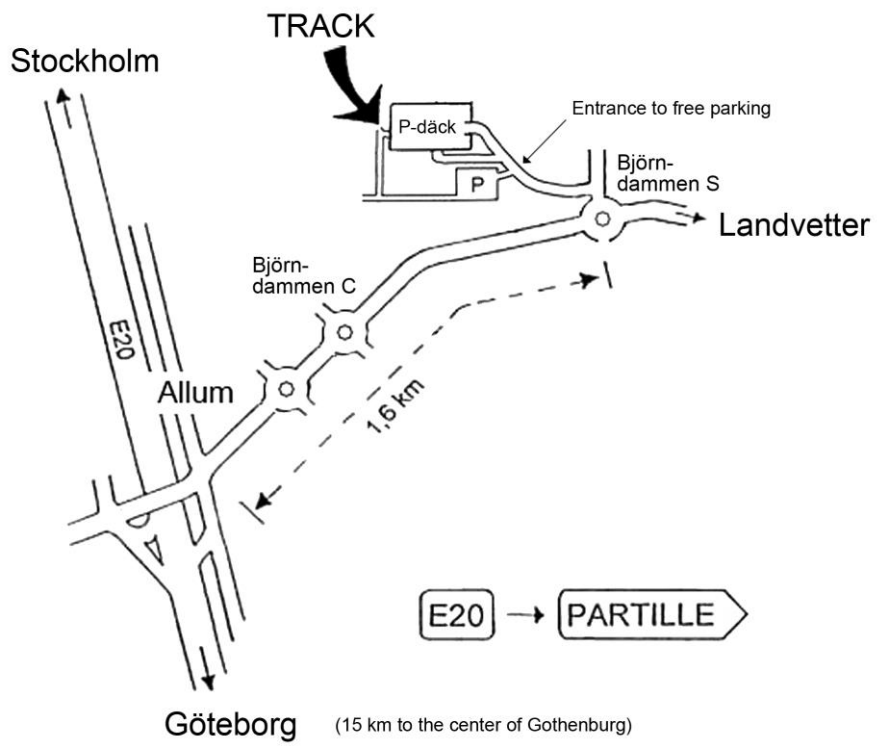 TRACK
Stockholm
Entrance to free parking
P-däck
Björn-
dammen S
P
Landvetter
Björn-
dammen C
E20
Allum
1,6 km
E20
PARTILLE
Göteborg
(15 km to the center of Gothenburg)